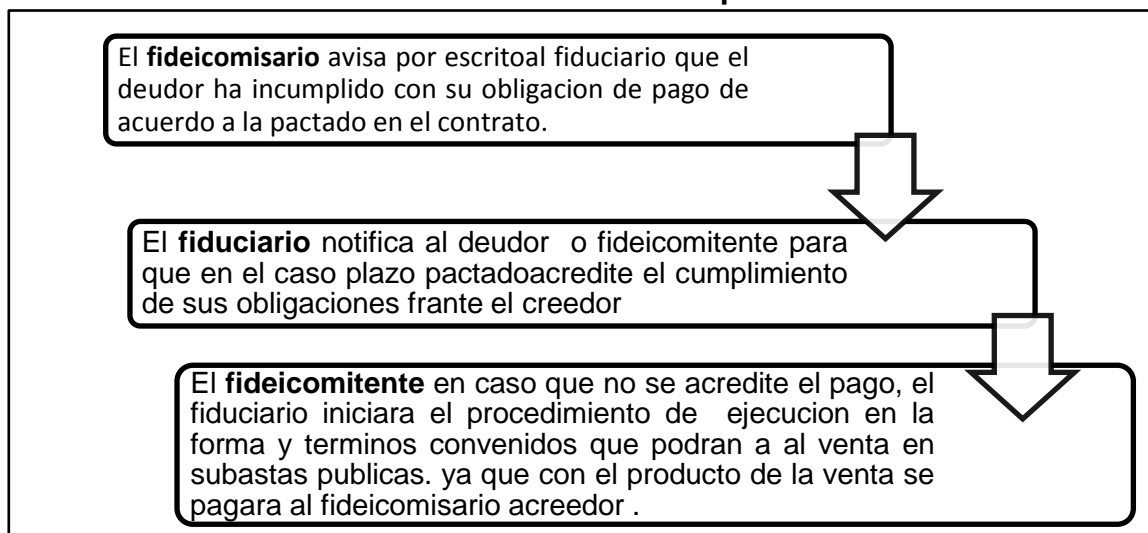 El fideicomisario avisa por escritoal fiduciario que el
deudor ha incumplido con su obligacion de pago de
acuerdo a la pactado en el contrato.
El fiduciario notifica al deudor o fideicomitente para
que en el caso plazo pactadoacredite el cumplimiento
de sus obligaciones frante el creedor
El fideicomitente en caso que no se acredite el pago, el
fiduciario iniciara el procedimiento de ejecucion en la
forma y terminos convenidos que podran a al venta en
subastas publicas. ya que con el producto de la venta se
pagara al fideicomisario acreedor .